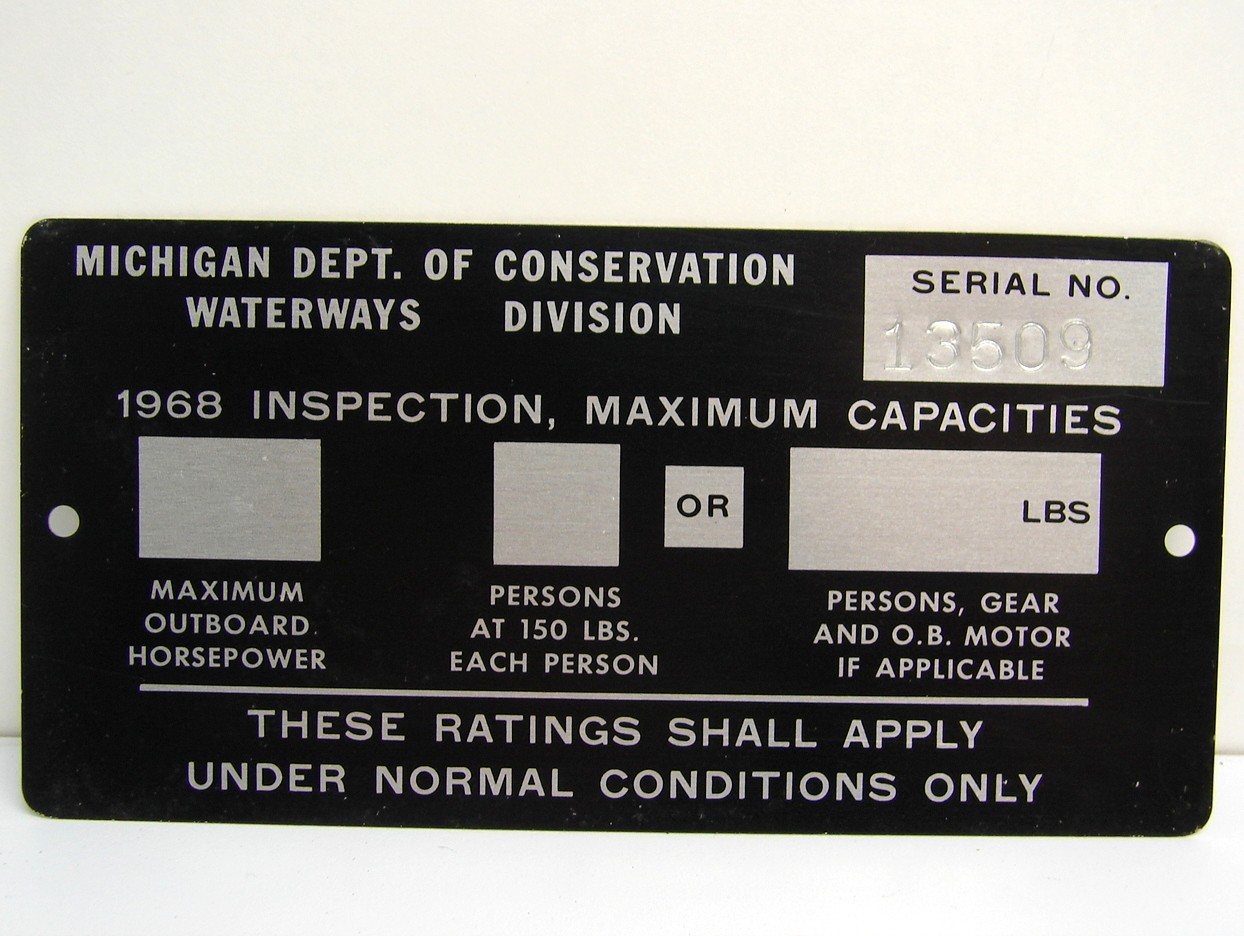 MICHIGAN DEPT. OF CONSERVATION
WATERWAYS DIVISION
SERIAL NO.
13509
1968 INSPECTION, MAXIMUM CAPACITIES
OR
LBS
MAXIMUM
OUTBOARD
HORSEPOWER
PERSONS
AT 150 LBS.
EACH PERSON
PERSONS, GEAR
AND O.B. MOTOR
IF APPLICABLE
THESE RATINGS SHALL APPLY
UNDER NORMAL CONDITIONS ONLY